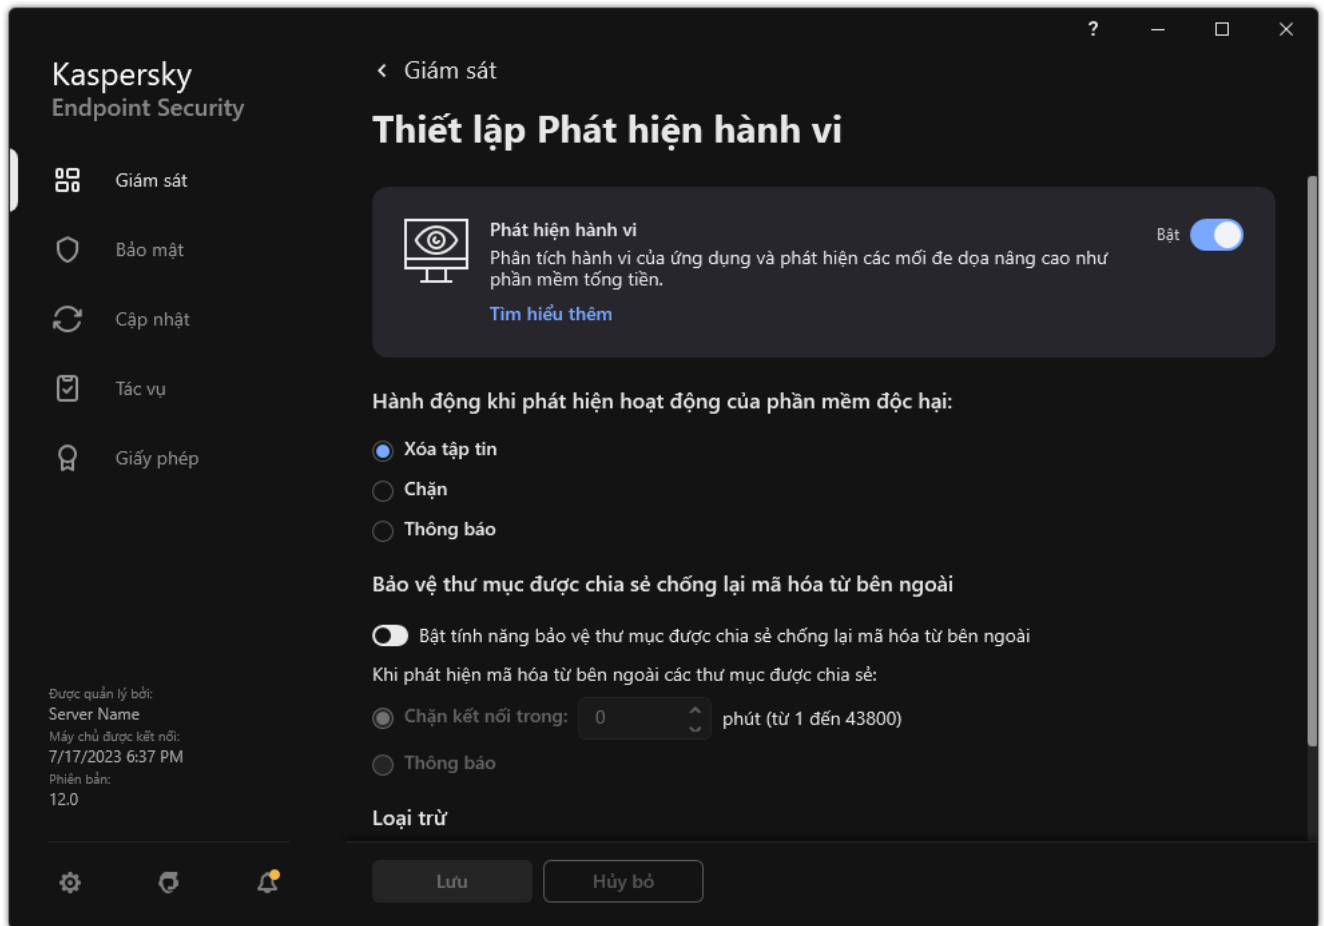 ?
Kaspersky
Endpoint Security
Giám sát
Bảo mật
Cập nhật
Tác vụ
Giấy phép
Được quản lý bởi:
Server Name
Máy chủ được kết nối:
7/17/2023 6:37 PM
Phiên bản:
12.0
Giám sát
Thiết lập Phát hiện hành vi
Phát hiện hành vi
Bật
Phân tích hành vi của ứng dụng và phát hiện các mối đe dọa nâng cao như
phần mềm tống tiền.
Tìm hiểu thêm
Hành động khi phát hiện hoạt động của phần mềm độc hại:
Xóa tập tin
Chặn
Thông báo
Bảo vệ thư mục được chia sẻ chống lại mã hóa từ bên ngoài
Bật tính năng bảo vệ thư mục được chia sẻ chống lại mã hóa từ bên ngoài
Khi phát hiện mã hóa từ bên ngoài các thư mục được chia sẻ:
Chặn kết nối trong: 0 phút (từ 1 đến 43800)
Thông báo
Loại trừ
Lưu Hủy bỏ